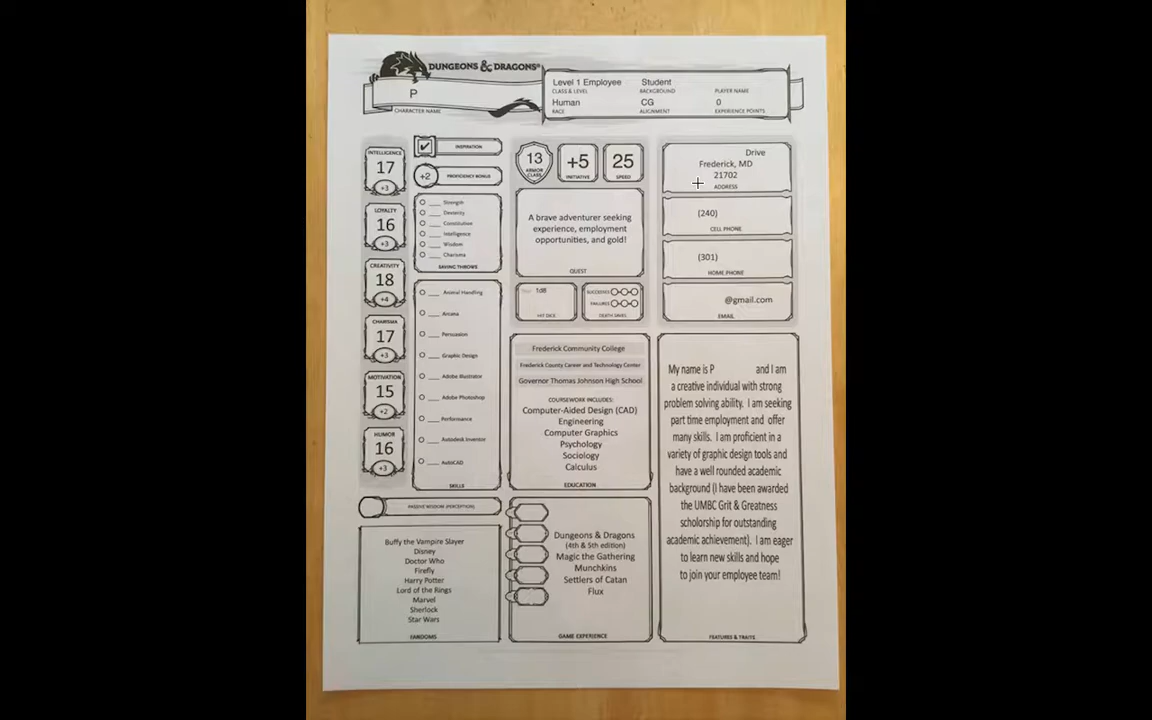 DUNGEONS & DRAGONS
P
CHARACTER NAME
Level 1 Employee Student
CLASS & LEVEL BACKGROUND PLAYER NAME
Human CG 0
RACE ALIGNMENT EXPERIENCE POINTS
INTELLIGENCE
17
+3
LOYALTY
16
+3
CREATIVITY
18
+4
CHARISMA
17
+3
MOTIVATION
15
+2
HUMOR
16
+3
INSPIRATION
+2 PROFICIENCY BONUS
Strength
Dexterity
Constitution
Intelligence
Wisdom
Charisma
SAVING THROWS
Animal Handling
Arcana
Persuasion
Graphic Design
Adobe Illustrator
Adobe Photoshop
Performance
Autodesk Inventor
AutoCAD
SKILLS
PASSIVE WISDOM (PERCEPTION)
Buffy the Vampire Slayer
Disney
Doctor Who
Firefly
Harry Potter
Lord of the Rings
Marvel
Sherlock
Star Wars
FANDOMS
13
ARMOR
CLASS
+5
INITIATIVE
25
SPEED
A brave adventurer seeking
experience, employment
opportunities, and gold!
QUEST
1d8
HIT DICE
SUCCESSES
FAILURES
DEATH SAVES
Frederick Community College
Frederick County Career and Technology Center
Governor Thomas Johnson High School
COURSEWORK INCLUDES:
Computer-Aided Design (CAD)
Engineering
Computer Graphics
Psychology
Sociology
Calculus
EDUCATION
Dungeons & Dragons
(4th & 5th edition)
Magic the Gathering
Munchkins
Settlers of Catan
Flux
GAME EXPERIENCE
Drive
Frederick, MD
21702
ADDRESS
(240)
CELL PHONE
(301)
HOME PHONE
@gmail.com
EMAIL
My name is P and I am
a creative individual with strong
problem solving ability. I am seeking
part time employment and offer
many skills. I am proficient in a
variety of graphic design tools and
have a well rounded academic
background (I have been awarded
the UMBC Grit & Greatness
scholorship for outstanding
academic achievement). I am eager
to learn new skills and hope
to join your employee team!
FEATURES & TRAITS